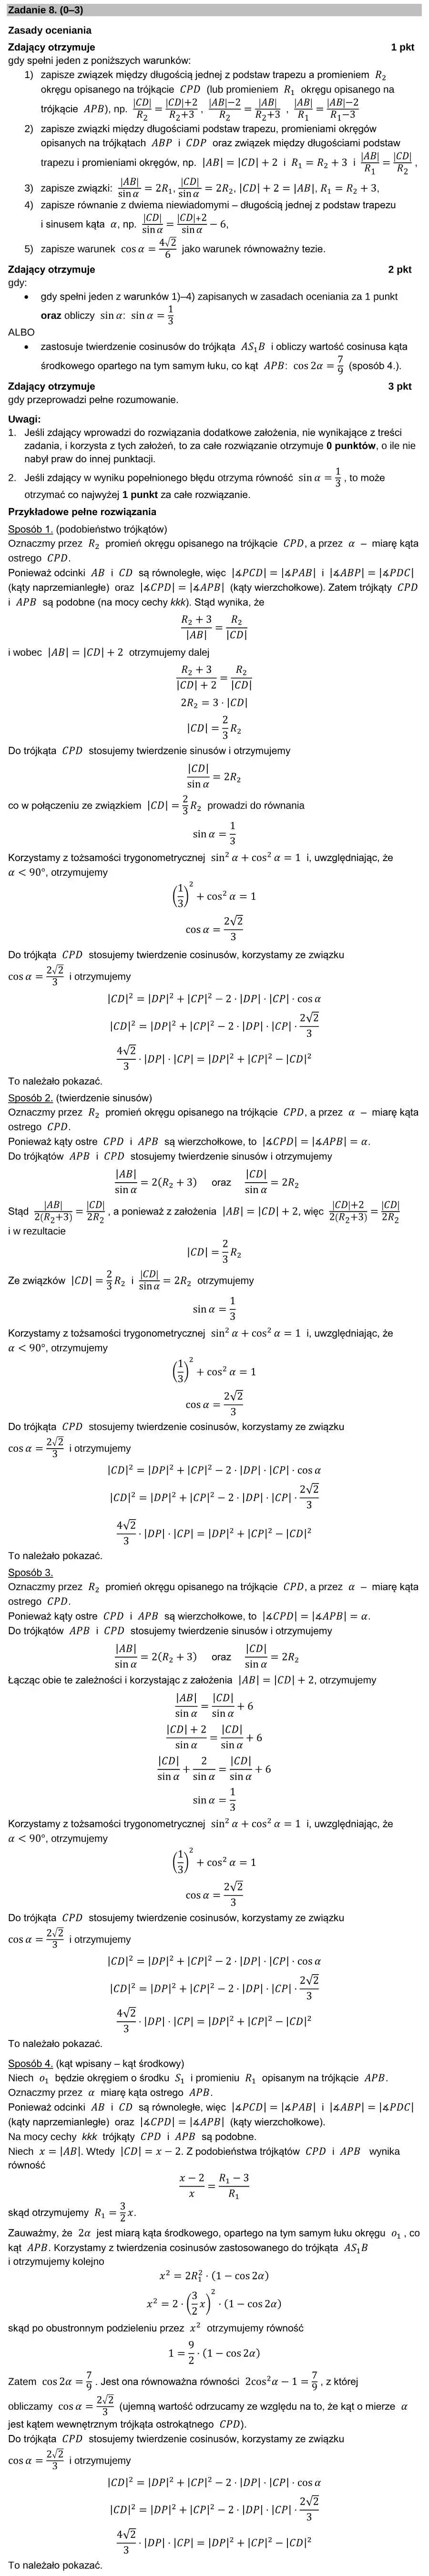 Zadanie 8. (0–3)
Zasady oceniania
Zdający otrzymuje 1 pkt
gdy spełni jeden z poniższych warunków:
1) zapisze związek między długością jednej z podstaw trapezu a promieniem R₂
okręgu opisanego na trójkącie CPD (lub promieniem R₁ okręgu opisanego na
trójkącie APB), np. |CD|/R₂ = (|CD|+2)/(R₂+3) , (|AB|−2)/R₂ = |AB|/(R₂+3) , |AB|/R₁ = (|AB|−2)/(R₁−3)
2) zapisze związki między długościami podstaw trapezu, promieniami okręgów
opisanych na trójkątach ABP i CDP oraz związek między długościami podstaw
trapezu i promieniami okręgów, np. |AB| = |CD| + 2 i R₁ = R₂ + 3 i |AB|/R₁ = |CD|/R₂ ,
3) zapisze związki: |AB|/sin α = 2R₁, |CD|/sin α = 2R₂, |CD| + 2 = |AB|, R₁ = R₂ + 3,
4) zapisze równanie z dwiema niewiadomymi – długością jednej z podstaw trapezu
i sinusem kąta α, np. |CD|/sin α = (|CD|+2)/sin α − 6,
5) zapisze warunek cos α = 4√2/6 jako warunek równoważny tezie.
Zdający otrzymuje 2 pkt
gdy:
• gdy spełni jeden z warunków 1)–4) zapisanych w zasadach oceniania za 1 punkt
oraz obliczy sin α: sin α = 1/3
ALBO
• zastosuje twierdzenie cosinusów do trójkąta AS₁B i obliczy wartość cosinusa kąta
środkowego opartego na tym samym łuku, co kąt APB: cos 2α = 7/9 (sposób 4.).
Zdający otrzymuje 3 pkt
gdy przeprowadzi pełne rozumowanie.
Uwagi:
1. Jeśli zdający wprowadzi do rozwiązania dodatkowe założenia, nie wynikające z treści
zadania, i korzysta z tych założeń, to za całe rozwiązanie otrzymuje 0 punktów, o ile nie
nabył praw do innej punktacji.
2. Jeśli zdający w wyniku popełnionego błędu otrzyma równość sin α = 1/3 , to może
otrzymać co najwyżej 1 punkt za całe rozwiązanie.
Przykładowe pełne rozwiązania
Sposób 1. (podobieństwo trójkątów)
Oznaczmy przez R₂ promień okręgu opisanego na trójkącie CPD, a przez α – miarę kąta
ostrego CPD.
Ponieważ odcinki AB i CD są równoległe, więc |∡PCD| = |∡PAB| i |∡ABP| = |∡PDC|
(kąty naprzemianległe) oraz |∡CPD| = |∡APB| (kąty wierzchołkowe). Zatem trójkąty CPD
i APB są podobne (na mocy cechy kkk). Stąd wynika, że
(R₂ + 3)/|AB| = R₂/|CD|
i wobec |AB| = |CD| + 2 otrzymujemy dalej
(R₂ + 3)/(|CD| + 2) = R₂/|CD|
2R₂ = 3 · |CD|
|CD| = 2/3 R₂
Do trójkąta CPD stosujemy twierdzenie sinusów i otrzymujemy
|CD|/sin α = 2R₂
co w połączeniu ze związkiem |CD| = 2/3 R₂ prowadzi do równania
sin α = 1/3
Korzystamy z tożsamości trygonometrycznej sin² α + cos² α = 1 i, uwzględniając, że
α < 90°, otrzymujemy
(1/3)² + cos² α = 1
cos α = 2√2/3
Do trójkąta CPD stosujemy twierdzenie cosinusów, korzystamy ze związku
cos α = 2√2/3 i otrzymujemy
|CD|² = |DP|² + |CP|² − 2 · |DP| · |CP| · cos α
|CD|² = |DP|² + |CP|² − 2 · |DP| · |CP| · 2√2/3
4√2/3 · |DP| · |CP| = |DP|² + |CP|² − |CD|²
To należało pokazać.
Sposób 2. (twierdzenie sinusów)
Oznaczmy przez R₂ promień okręgu opisanego na trójkącie CPD, a przez α – miarę kąta
ostrego CPD.
Ponieważ kąty ostre CPD i APB są wierzchołkowe, to |∡CPD| = |∡APB| = α.
Do trójkątów APB i CPD stosujemy twierdzenie sinusów i otrzymujemy
|AB|/sin α = 2(R₂ + 3) oraz |CD|/sin α = 2R₂
Stąd |AB|/2(R₂+3) = |CD|/2R₂ , a ponieważ z założenia |AB| = |CD| + 2, więc (|CD|+2)/2(R₂+3) = |CD|/2R₂
i w rezultacie
|CD| = 2/3 R₂
Ze związków |CD| = 2/3 R₂ i |CD|/sin α = 2R₂ otrzymujemy
sin α = 1/3
Korzystamy z tożsamości trygonometrycznej sin² α + cos² α = 1 i, uwzględniając, że
α < 90°, otrzymujemy
(1/3)² + cos² α = 1
cos α = 2√2/3
Do trójkąta CPD stosujemy twierdzenie cosinusów, korzystamy ze związku
cos α = 2√2/3 i otrzymujemy
|CD|² = |DP|² + |CP|² − 2 · |DP| · |CP| · cos α
|CD|² = |DP|² + |CP|² − 2 · |DP| · |CP| · 2√2/3
4√2/3 · |DP| · |CP| = |DP|² + |CP|² − |CD|²
To należało pokazać.
Sposób 3.
Oznaczmy przez R₂ promień okręgu opisanego na trójkącie CPD, a przez α – miarę kąta
ostrego CPD.
Ponieważ kąty ostre CPD i APB są wierzchołkowe, to |∡CPD| = |∡APB| = α.
Do trójkątów APB i CPD stosujemy twierdzenie sinusów i otrzymujemy
|AB|/sin α = 2(R₂ + 3) oraz |CD|/sin α = 2R₂
Łącząc obie te zależności i korzystając z założenia |AB| = |CD| + 2, otrzymujemy
|AB|/sin α = |CD|/sin α + 6
(|CD| + 2)/sin α = |CD|/sin α + 6
|CD|/sin α + 2/sin α = |CD|/sin α + 6
sin α = 1/3
Korzystamy z tożsamości trygonometrycznej sin² α + cos² α = 1 i, uwzględniając, że
α < 90°, otrzymujemy
(1/3)² + cos² α = 1
cos α = 2√2/3
Do trójkąta CPD stosujemy twierdzenie cosinusów, korzystamy ze związku
cos α = 2√2/3 i otrzymujemy
|CD|² = |DP|² + |CP|² − 2 · |DP| · |CP| · cos α
|CD|² = |DP|² + |CP|² − 2 · |DP| · |CP| · 2√2/3
4√2/3 · |DP| · |CP| = |DP|² + |CP|² − |CD|²
To należało pokazać.
Sposób 4. (kąt wpisany – kąt środkowy)
Niech o₁ będzie okręgiem o środku S₁ i promieniu R₁ opisanym na trójkącie APB.
Oznaczmy przez α miarę kąta ostrego APB.
Ponieważ odcinki AB i CD są równoległe, więc |∡PCD| = |∡PAB| i |∡ABP| = |∡PDC|
(kąty naprzemianległe) oraz |∡CPD| = |∡APB| (kąty wierzchołkowe).
Na mocy cechy kkk trójkąty CPD i APB są podobne.
Niech x = |AB|. Wtedy |CD| = x − 2. Z podobieństwa trójkątów CPD i APB wynika
równość
(x − 2)/x = (R₁ − 3)/R₁
skąd otrzymujemy R₁ = 3/2 x.
Zauważmy, że 2α jest miarą kąta środkowego, opartego na tym samym łuku okręgu o₁ , co
kąt APB. Korzystamy z twierdzenia cosinusów zastosowanego do trójkąta AS₁B
i otrzymujemy kolejno
x² = 2R₁² · (1 − cos 2α)
x² = 2 · (3/2 x)² · (1 − cos 2α)
skąd po obustronnym podzieleniu przez x² otrzymujemy równość
1 = 9/2 · (1 − cos 2α)
Zatem cos 2α = 7/9 . Jest ona równoważna równości 2cos² α − 1 = 7/9 , z której
obliczamy cos α = 2√2/3 (ujemną wartość odrzucamy ze względu na to, że kąt o mierze α
jest kątem wewnętrznym trójkąta ostrokątnego CPD).
Do trójkąta CPD stosujemy twierdzenie cosinusów, korzystamy ze związku
cos α = 2√2/3 i otrzymujemy
|CD|² = |DP|² + |CP|² − 2 · |DP| · |CP| · cos α
|CD|² = |DP|² + |CP|² − 2 · |DP| · |CP| · 2√2/3
4√2/3 · |DP| · |CP| = |DP|² + |CP|² − |CD|²
To należało pokazać.